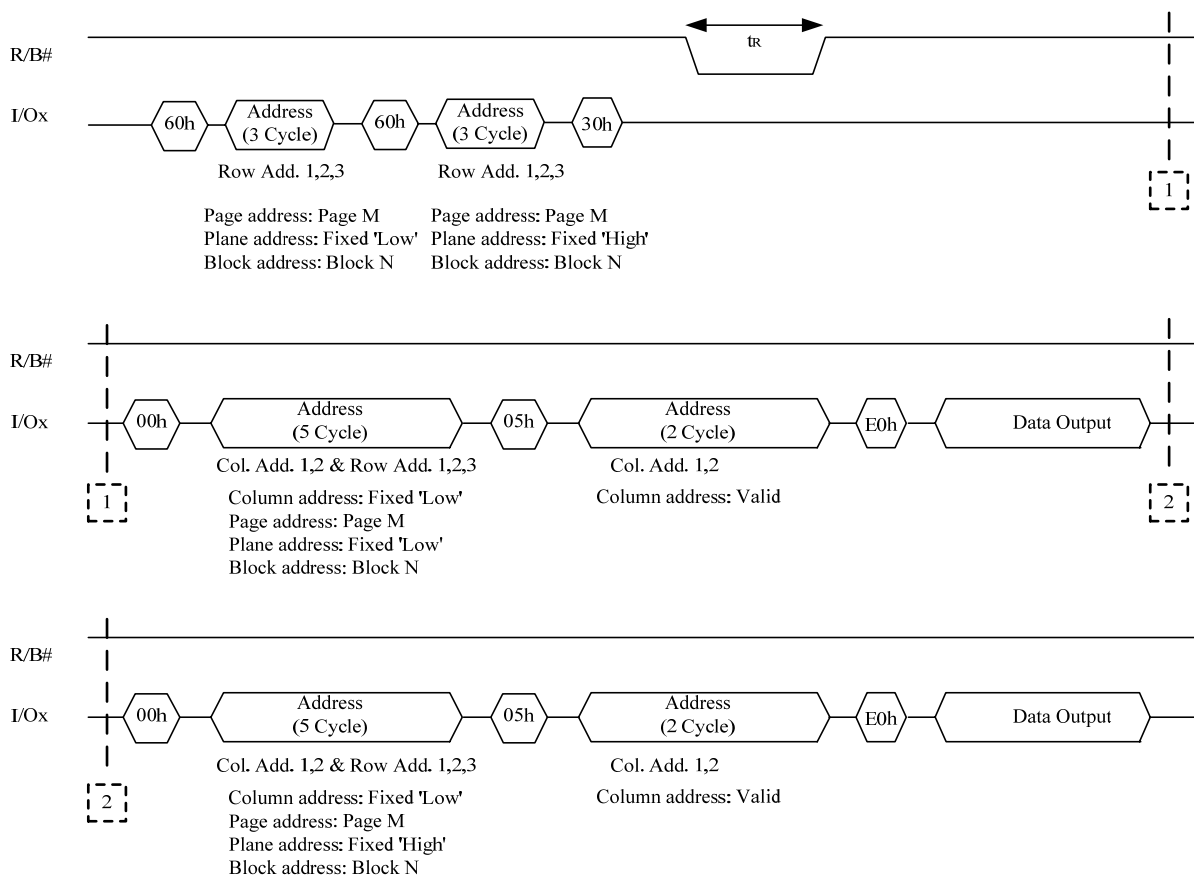 tR
R/B#
I/Ox
60h
Address
(3 Cycle)
60h
Address
(3 Cycle)
30h
Row Add. 1,2,3
Row Add. 1,2,3
Page address: Page M
Plane address: Fixed 'Low'
Block address: Block N
Page address: Page M
Plane address: Fixed 'High'
Block address: Block N
1
R/B#
I/Ox
00h
Address
(5 Cycle)
05h
Address
(2 Cycle)
E0h
Data Output
Col. Add. 1,2 & Row Add. 1,2,3
Col. Add. 1,2
1
Column address: Fixed 'Low'
Page address: Page M
Plane address: Fixed 'Low'
Block address: Block N
Column address: Valid
2
R/B#
I/Ox
00h
Address
(5 Cycle)
05h
Address
(2 Cycle)
E0h
Data Output
Col. Add. 1,2 & Row Add. 1,2,3
Col. Add. 1,2
2
Column address: Fixed 'Low'
Page address: Page M
Plane address: Fixed 'High'
Block address: Block N
Column address: Valid